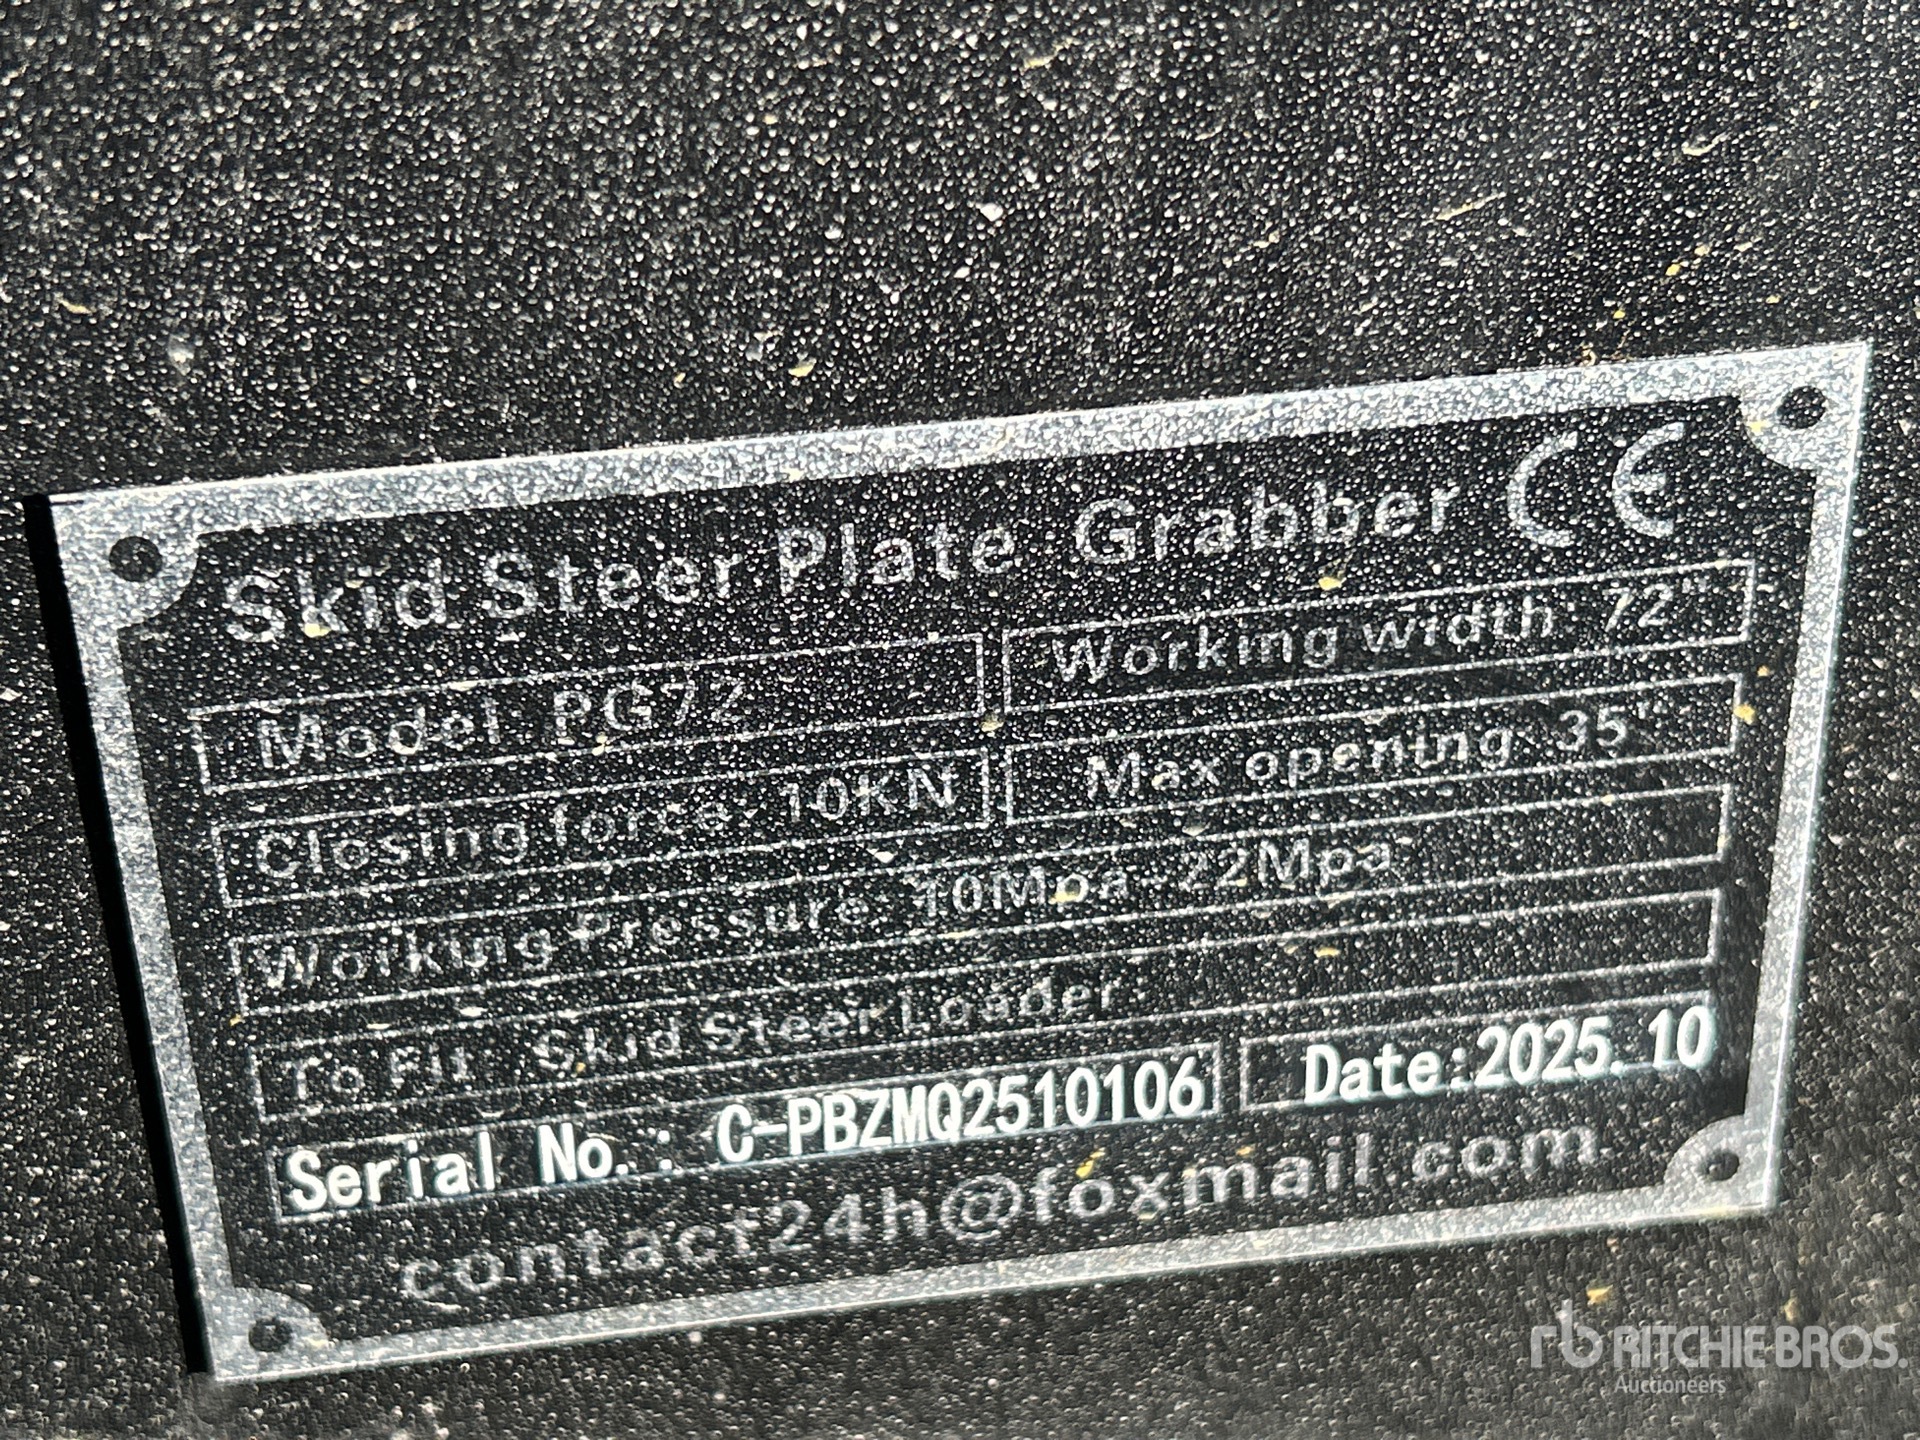 Skid Steer Plate Grabber CE
Model: PG72 Working width: 72"
Closing force: 10KN Max opening: 35"
Working Pressure: 10Mpa-22Mpa
To Fit: Skid Steer Loader
Serial No.: C-PBZMQ2510106 Date:2025.10
contact24h@foxmail.com
rb RITCHIE BROS.
Auctioneers